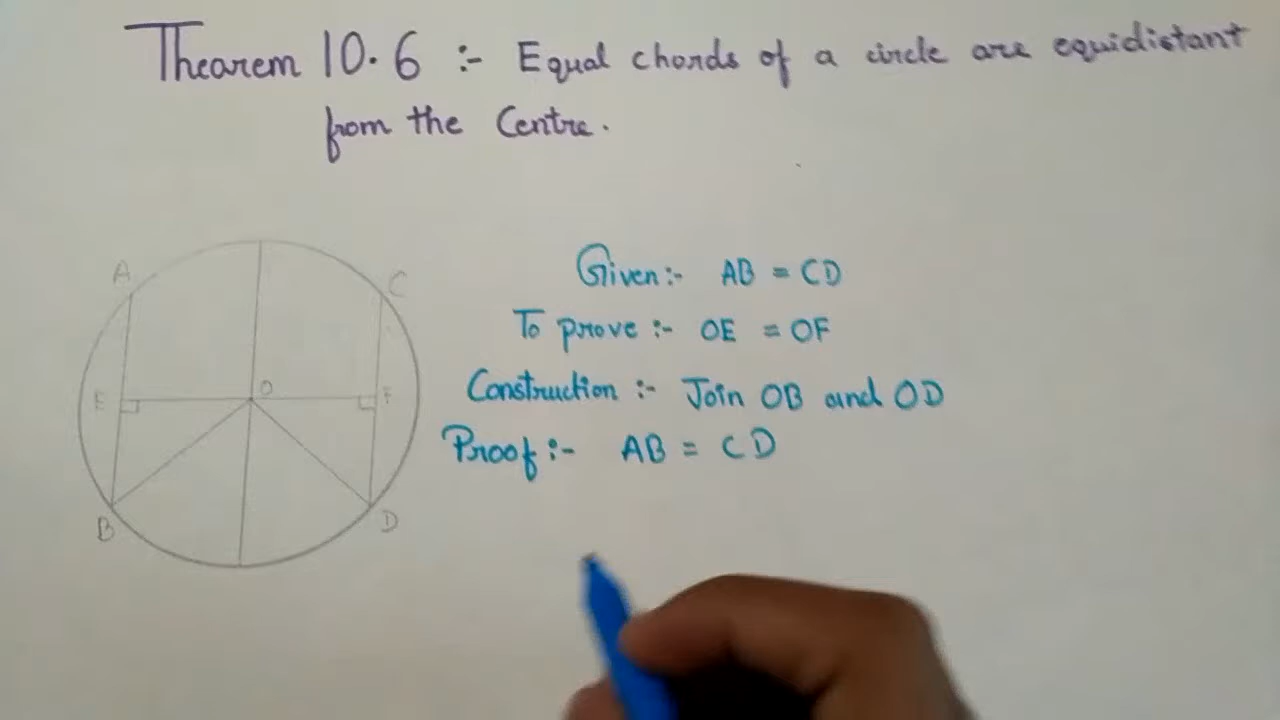 Thearem 10.6 :- Equal chords of a circle are equidistant
from the Centre.
A
C
Given:- AB = CD
To prove :- OE = OF
E
O
F
Construction :- Join OB and OD
Proof:- AB = CD
B
D